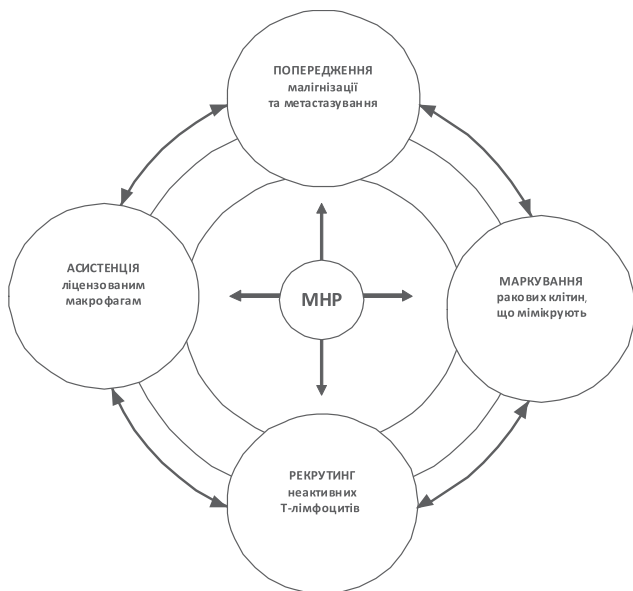 ПОПЕРЕДЖЕННЯ
малігнізації
та метастазування
АСИСТЕНЦІЯ
ліцензованим
макрофагам
МНР
МАРКУВАННЯ
ракових клітин,
що мімікрують
РЕКРУТИНГ
неактивних
Т-лімфоцитів